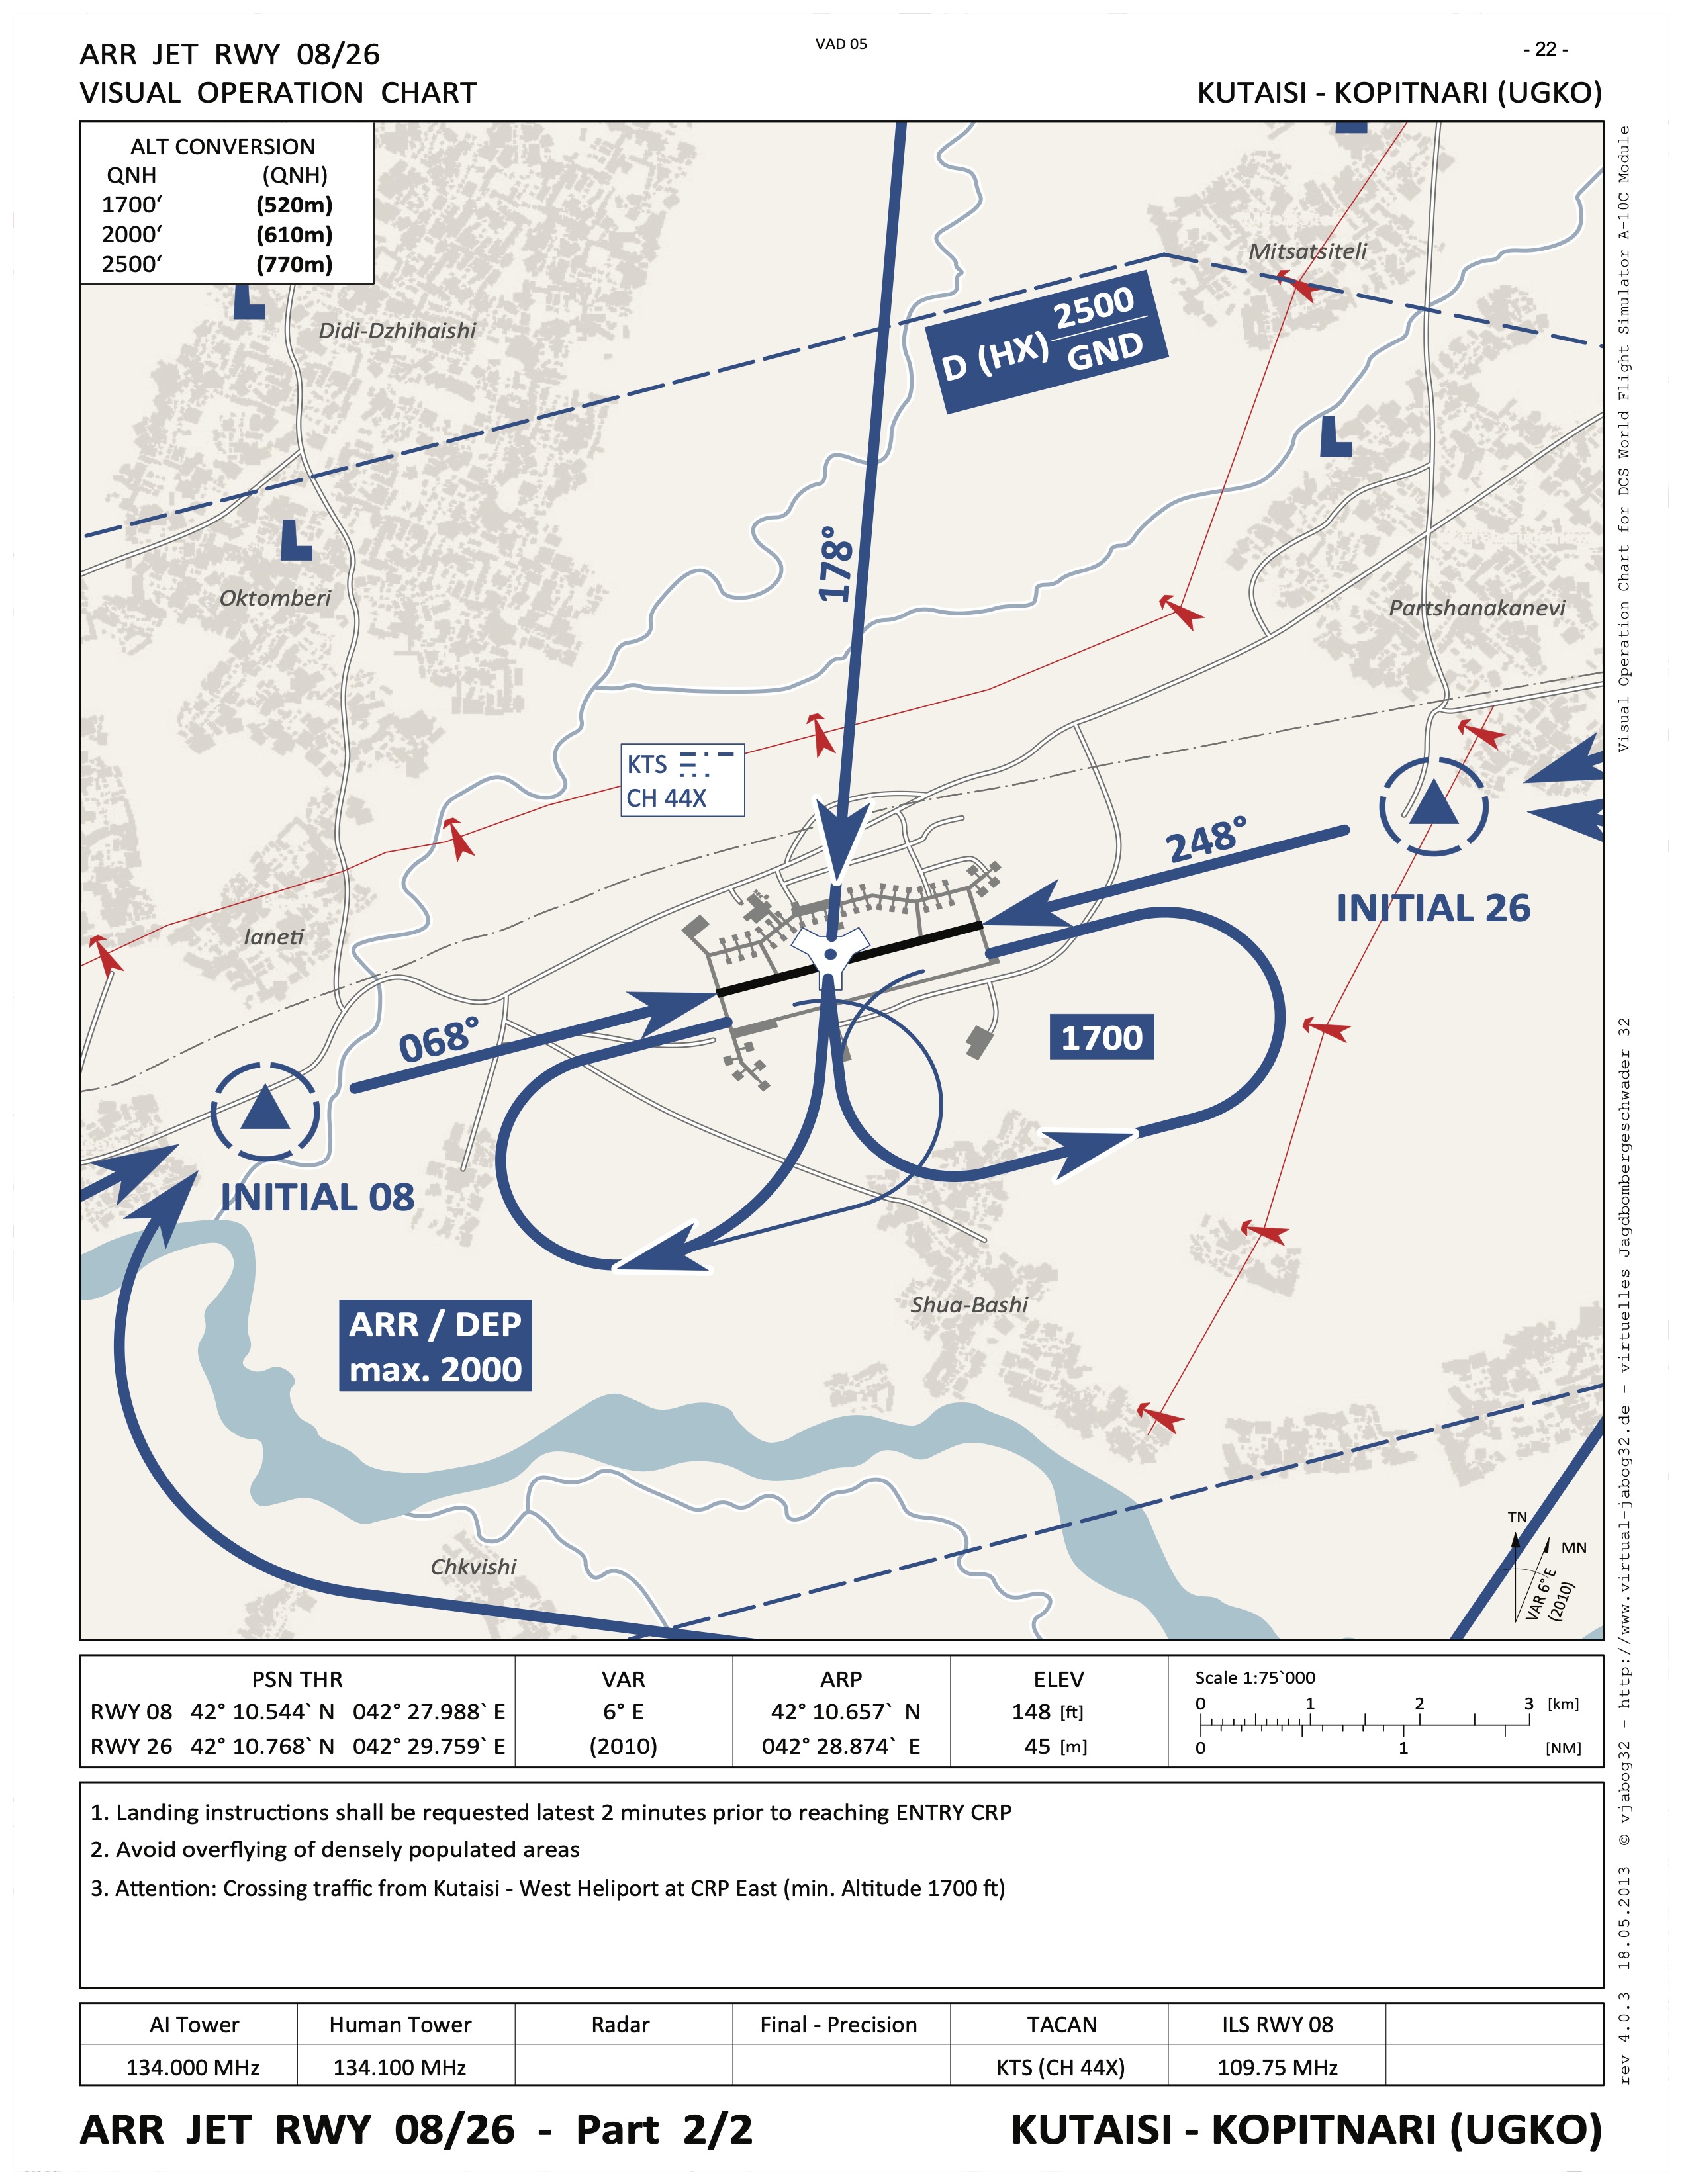 VAD 05
- 22 -
ARR JET RWY 08/26
VISUAL OPERATION CHART
KUTAISI - KOPITNARI (UGKO)
ALT CONVERSION
QNH (QNH)
1700‘ (520m)
2000‘ (610m)
2500‘ (770m)
Mitsatsiteli
D (HX) 2500
GND
Didi-Dzhihaishi
178°
Oktomberi
Partshanakanevi
KTS
CH 44X
248°
INITIAL 26
Ianeti
068°
1700
INITIAL 08
Shua-Bashi
ARR / DEP
max. 2000
Chkvishi
TN
MN
VAR 6° E
(2010)
PSN THR
RWY 08 42° 10.544` N 042° 27.988` E
RWY 26 42° 10.768` N 042° 29.759` E
VAR
6° E
(2010)
ARP
42° 10.657` N
042° 28.874` E
ELEV
148 [ft]
45 [m]
Scale 1:75`000
0 1 2 3 [km]
0 1 [NM]
1. Landing instructions shall be requested latest 2 minutes prior to reaching ENTRY CRP
2. Avoid overflying of densely populated areas
3. Attention: Crossing traffic from Kutaisi - West Heliport at CRP East (min. Altitude 1700 ft)
AI Tower Human Tower Radar Final - Precision TACAN ILS RWY 08
134.000 MHz 134.100 MHz KTS (CH 44X) 109.75 MHz
ARR JET RWY 08/26 - Part 2/2
KUTAISI - KOPITNARI (UGKO)
rev 4.0.3 18.05.2013 © vjabog32 - http://www.virtual-jabog32.de - virtuelles Jagdbombergeschwader 32
Visual Operation Chart for DCS World Flight Simulator A-10C Module